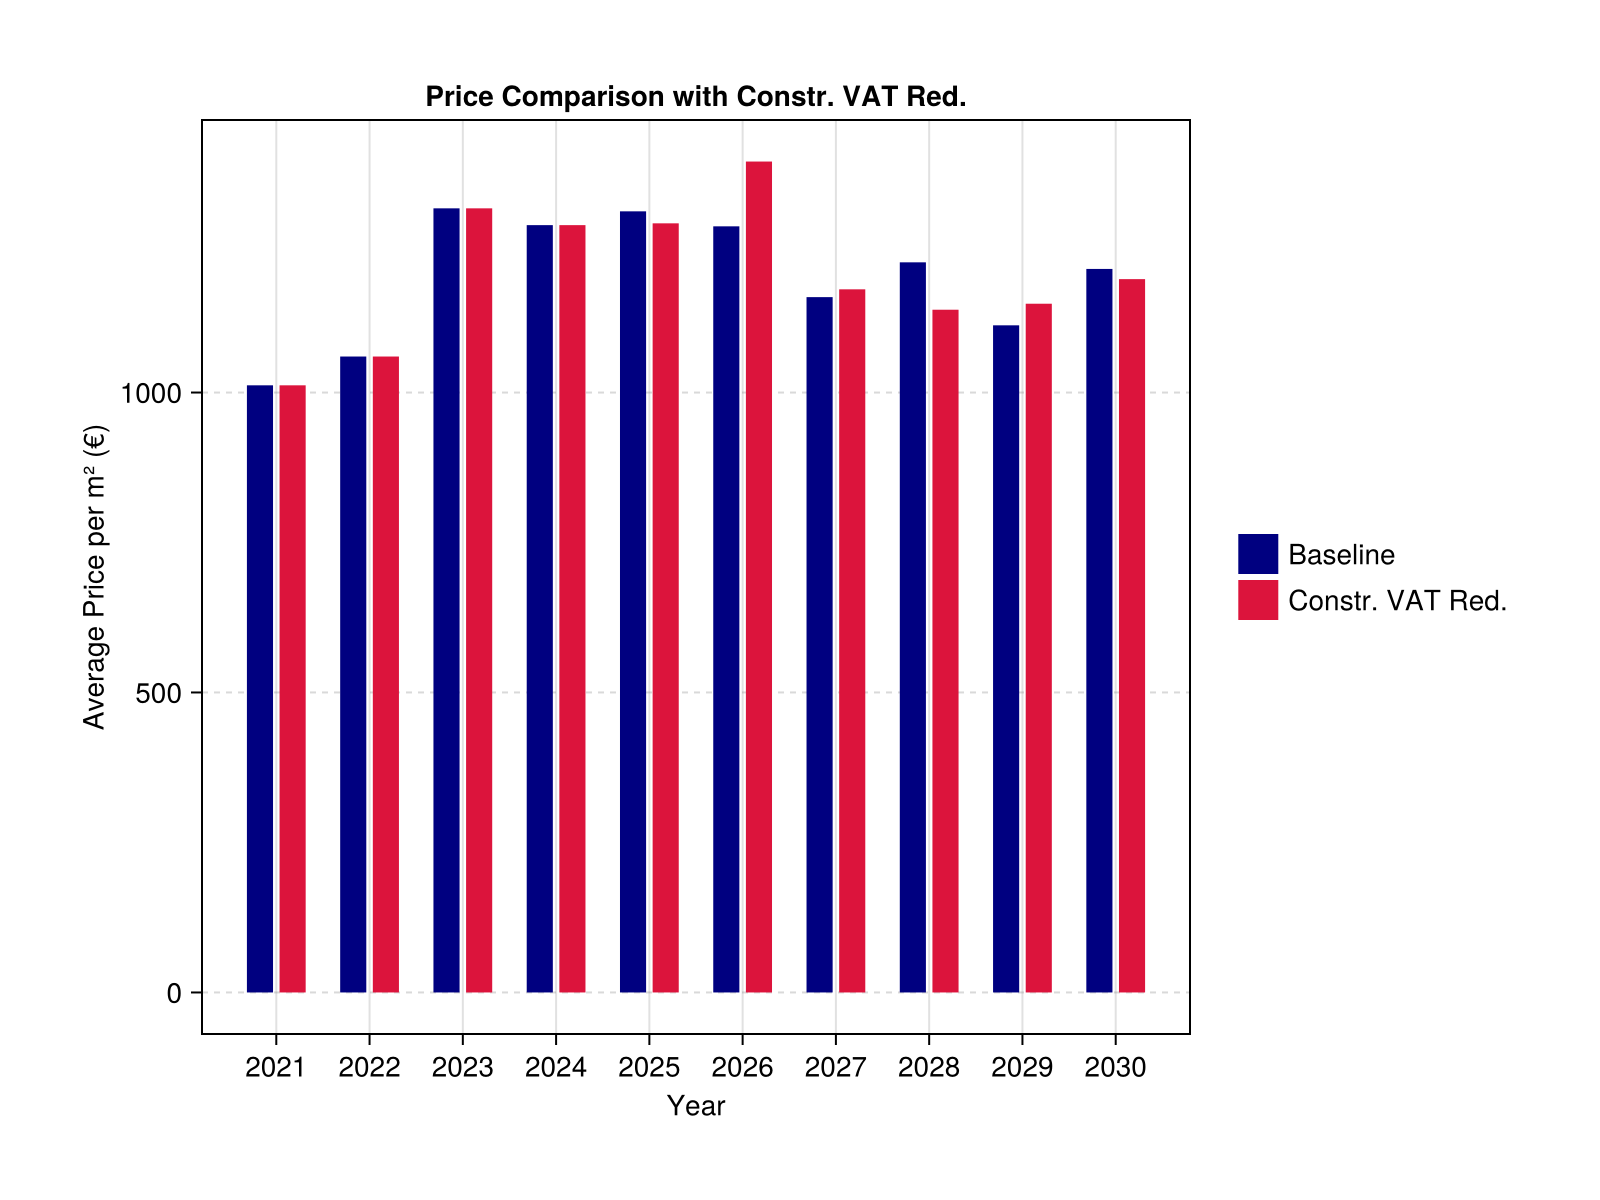 Price Comparison with Constr. VAT Red.
Average Price per m² (€)
1000
500
0
2021 2022 2023 2024 2025 2026 2027 2028 2029 2030
Year
Baseline
Constr. VAT Red.